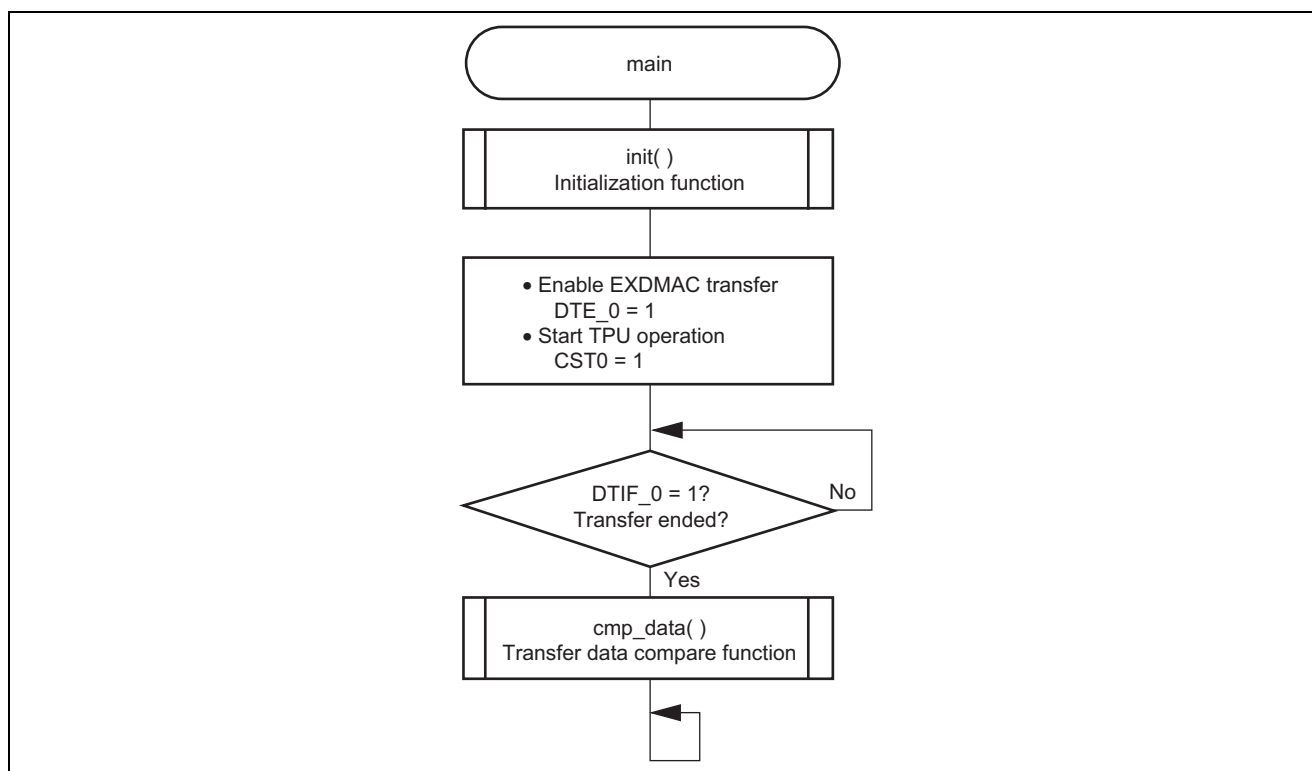 main
init( )
Initialization function
• Enable EXDMAC transfer
DTE_0 = 1
• Start TPU operation
CST0 = 1
DTIF_0 = 1?
Transfer ended?
No
Yes
cmp_data( )
Transfer data compare function